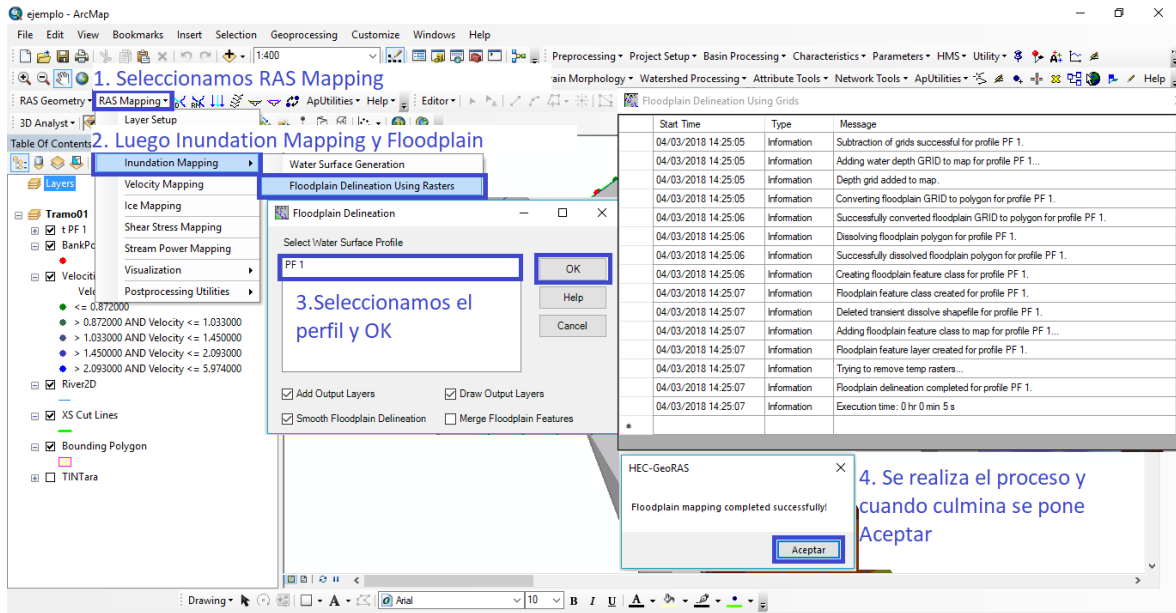 ejemplo - ArcMap
File Edit View Bookmarks Insert Selection Geoprocessing Customize Windows Help
1:400
Preprocessing Project Setup Basin Processing Characteristics Parameters HMS Utility
1. Seleccionamos RAS Mapping
ain Morphology Watershed Processing Attribute Tools Network Tools ApUtilities Help
RAS Geometry RAS Mapping ApUtilities Help Editor
3D Analyst
Layer Setup
2. Luego Inundation Mapping y Floodplain
Table Of Contents
Inundation Mapping
Water Surface Generation
Floodplain Delineation Using Rasters
Velocity Mapping
Ice Mapping
Shear Stress Mapping
Stream Power Mapping
Visualization
Postprocessing Utilities
Layers
Tramo01
t PF 1
BankPo
Velociti
Velo
<= 0.872000
> 0.872000 AND Velocity <= 1.033000
> 1.033000 AND Velocity <= 1.450000
> 1.450000 AND Velocity <= 2.093000
> 2.093000 AND Velocity <= 5.974000
River2D
XS Cut Lines
Bounding Polygon
TINTara
Floodplain Delineation
Select Water Surface Profile
PF 1
OK
Help
Cancel
3.Seleccionamos el
perfil y OK
Add Output Layers Draw Output Layers
Smooth Floodplain Delineation Merge Floodplain Features
Floodplain Delineation Using Grids
Start Time Type Message
04/03/2018 14:25:05 Information Subtraction of grids successful for profile PF 1.
04/03/2018 14:25:05 Information Adding water depth GRID to map for profile PF 1...
04/03/2018 14:25:05 Information Depth grid added to map.
04/03/2018 14:25:05 Information Converting floodplain GRID to polygon for profile PF 1.
04/03/2018 14:25:06 Information Successfully converted floodplain GRID to polygon for profile PF 1.
04/03/2018 14:25:06 Information Dissolving floodplain polygon for profile PF 1.
04/03/2018 14:25:06 Information Successfully dissolved floodplain polygon for profile PF 1.
04/03/2018 14:25:06 Information Creating floodplain feature class for profile PF 1.
04/03/2018 14:25:07 Information Floodplain feature class created for profile PF 1.
04/03/2018 14:25:07 Information Deleted transient dissolve shapefile for profile PF 1.
04/03/2018 14:25:07 Information Adding floodplain feature class to map for profile PF 1...
04/03/2018 14:25:07 Information Floodplain feature layer created for profile PF 1.
04/03/2018 14:25:07 Information Trying to remove temp rasters...
04/03/2018 14:25:07 Information Floodplain delineation completed for profile PF 1.
04/03/2018 14:25:07 Information Execution time: 0 hr 0 min 5 s
HEC-GeoRAS
Floodplain mapping completed successfully!
Aceptar
4. Se realiza el proceso y
cuando culmina se pone
Aceptar
Drawing A Arial 10 B I U A